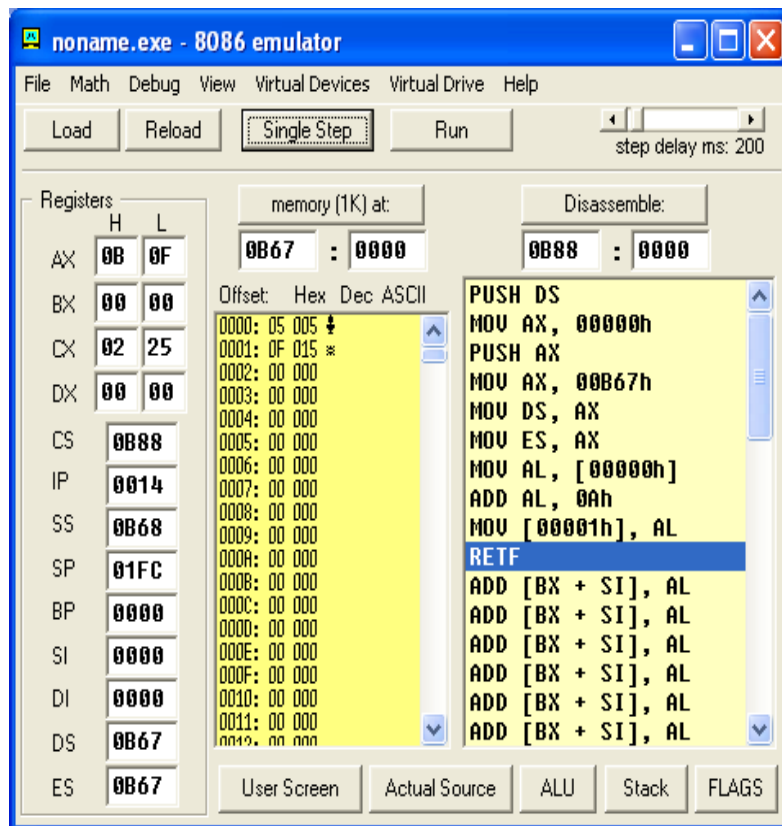 noname.exe - 8086 emulator
File Math Debug View Virtual Devices Virtual Drive Help
Load Reload Single Step Run
step delay ms: 200
Registers
H L
AX 0B 0F
BX 00 00
CX 02 25
DX 00 00
CS 0B88
IP 0014
SS 0B68
SP 01FC
BP 0000
SI 0000
DI 0000
DS 0B67
ES 0B67
memory (1K) at:
0B67 : 0000
Offset: Hex Dec ASCII
0000: 05 005 ♣
0001: 0F 015 ☼
0002: 00 000
0003: 00 000
0004: 00 000
0005: 00 000
0006: 00 000
0007: 00 000
0008: 00 000
0009: 00 000
000A: 00 000
000B: 00 000
000C: 00 000
000D: 00 000
000E: 00 000
000F: 00 000
0010: 00 000
0011: 00 000
0012: 00 000
Disassemble:
0B88 : 0000
PUSH DS
MOV AX, 00000h
PUSH AX
MOV AX, 00B67h
MOV DS, AX
MOV ES, AX
MOV AL, [00000h]
ADD AL, 0Ah
MOV [00001h], AL
RETF
ADD [BX + SI], AL
ADD [BX + SI], AL
ADD [BX + SI], AL
ADD [BX + SI], AL
ADD [BX + SI], AL
ADD [BX + SI], AL
User Screen Actual Source ALU Stack FLAGS